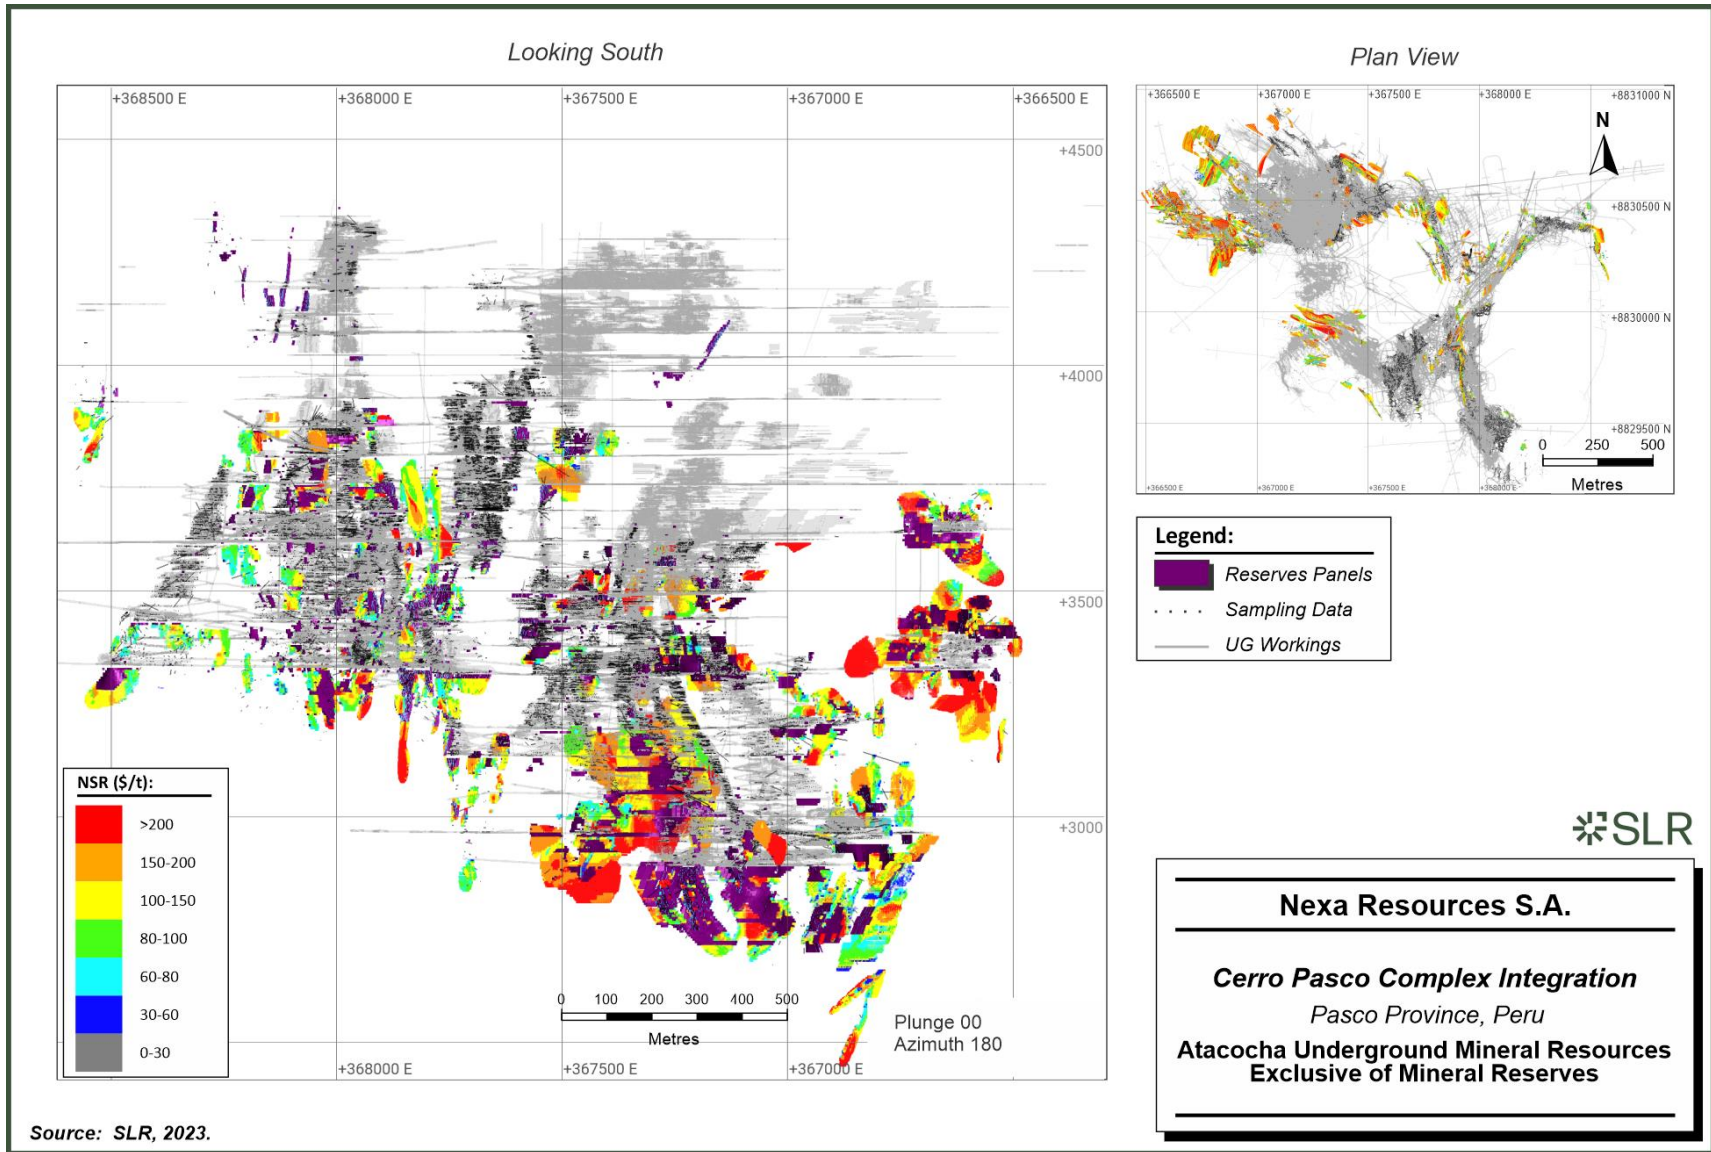 Looking South
Plan View
+368500 E
+368000 E
+367500 E
+367000 E
+366500 E
+4500
+4000
+3500
+3000
+368000 E
+367500 E
+367000 E
+366500 E
+367000 E
+367500 E
+368000 E
+8831000 N
N
+8830500 N
+8830000 N
+8829500 N
0 250 500
Metres
+366500 E
+367000 E
+367500 E
+368000 E
Legend:
Reserves Panels
Sampling Data
UG Workings
NSR ($/t):
>200
150-200
100-150
80-100
60-80
30-60
0-30
0 100 200 300 400 500
Metres
Plunge 00
Azimuth 180
SLR
Nexa Resources S.A.
Cerro Pasco Complex Integration
Pasco Province, Peru
Atacocha Underground Mineral Resources
Exclusive of Mineral Reserves
Source: SLR, 2023.